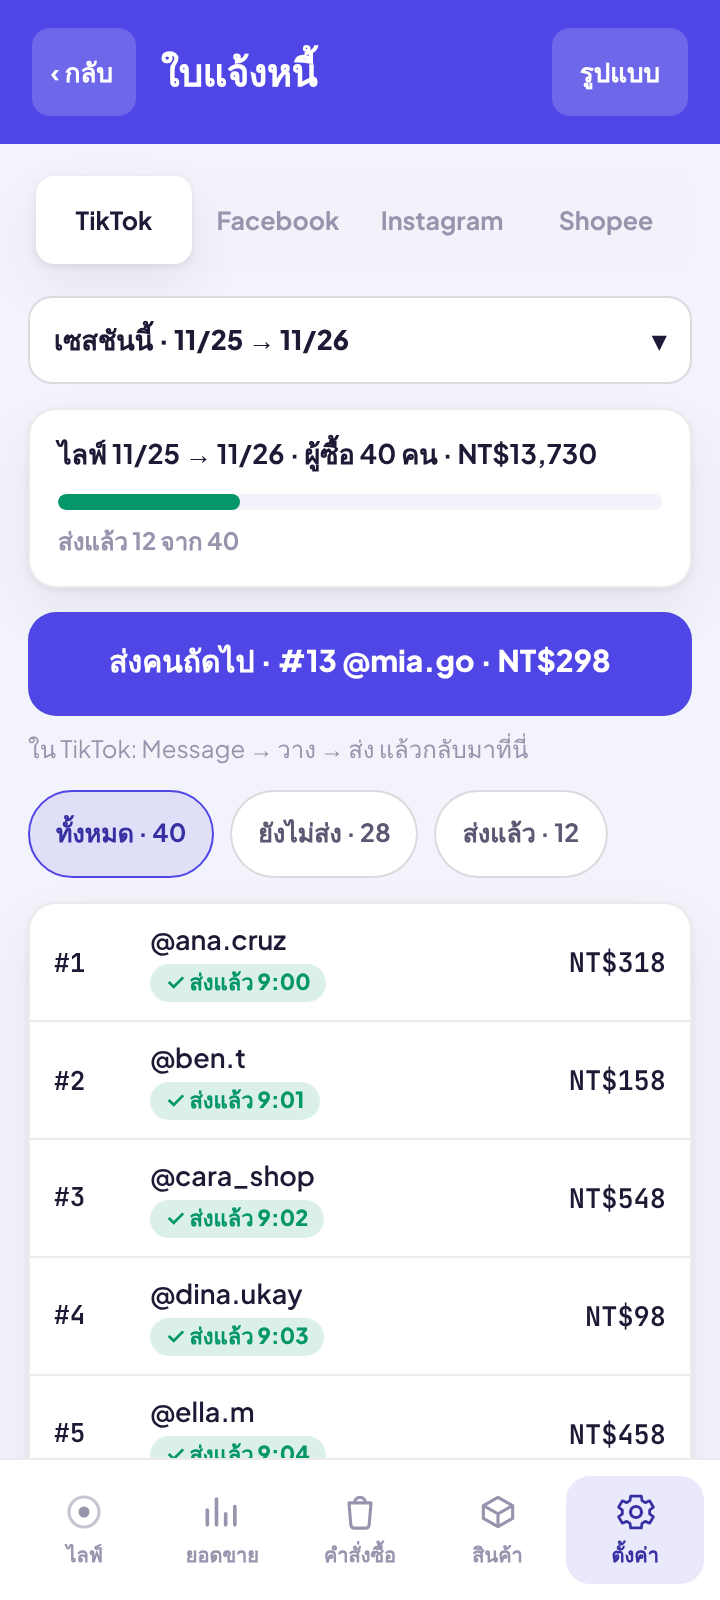 ‹ กลับ
ใบแจ้งหนี้
รูปแบบ
TikTok
Facebook
Instagram
Shopee
เซสชันนี้ · 11/25 → 11/26
▼
ไลฟ์ 11/25 → 11/26 · ผู้ซื้อ 40 คน · NT$13,730
ส่งแล้ว 12 จาก 40
ส่งคนถัดไป · #13 @mia.go · NT$298
ใน TikTok: Message → วาง → ส่ง แล้วกลับมาที่นี่
ทั้งหมด · 40
ยังไม่ส่ง · 28
ส่งแล้ว · 12
#1
@ana.cruz
✓ ส่งแล้ว 9:00
NT$318
#2
@ben.t
✓ ส่งแล้ว 9:01
NT$158
#3
@cara_shop
✓ ส่งแล้ว 9:02
NT$548
#4
@dina.ukay
✓ ส่งแล้ว 9:03
NT$98
#5
@ella.m
✓ ส่งแล้ว 9:04
NT$458
ไลฟ์
ยอดขาย
คำสั่งซื้อ
สินค้า
ตั้งค่า